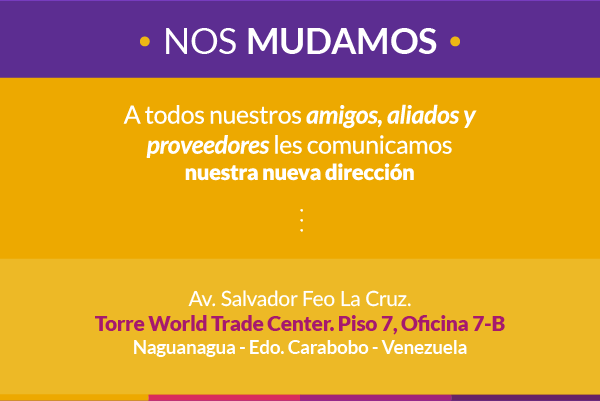 • NOS MUDAMOS •
A todos nuestros amigos, aliados y
proveedores les comunicamos
nuestra nueva dirección
Av. Salvador Feo La Cruz.
Torre World Trade Center. Piso 7, Oficina 7-B
Naguanagua - Edo. Carabobo - Venezuela